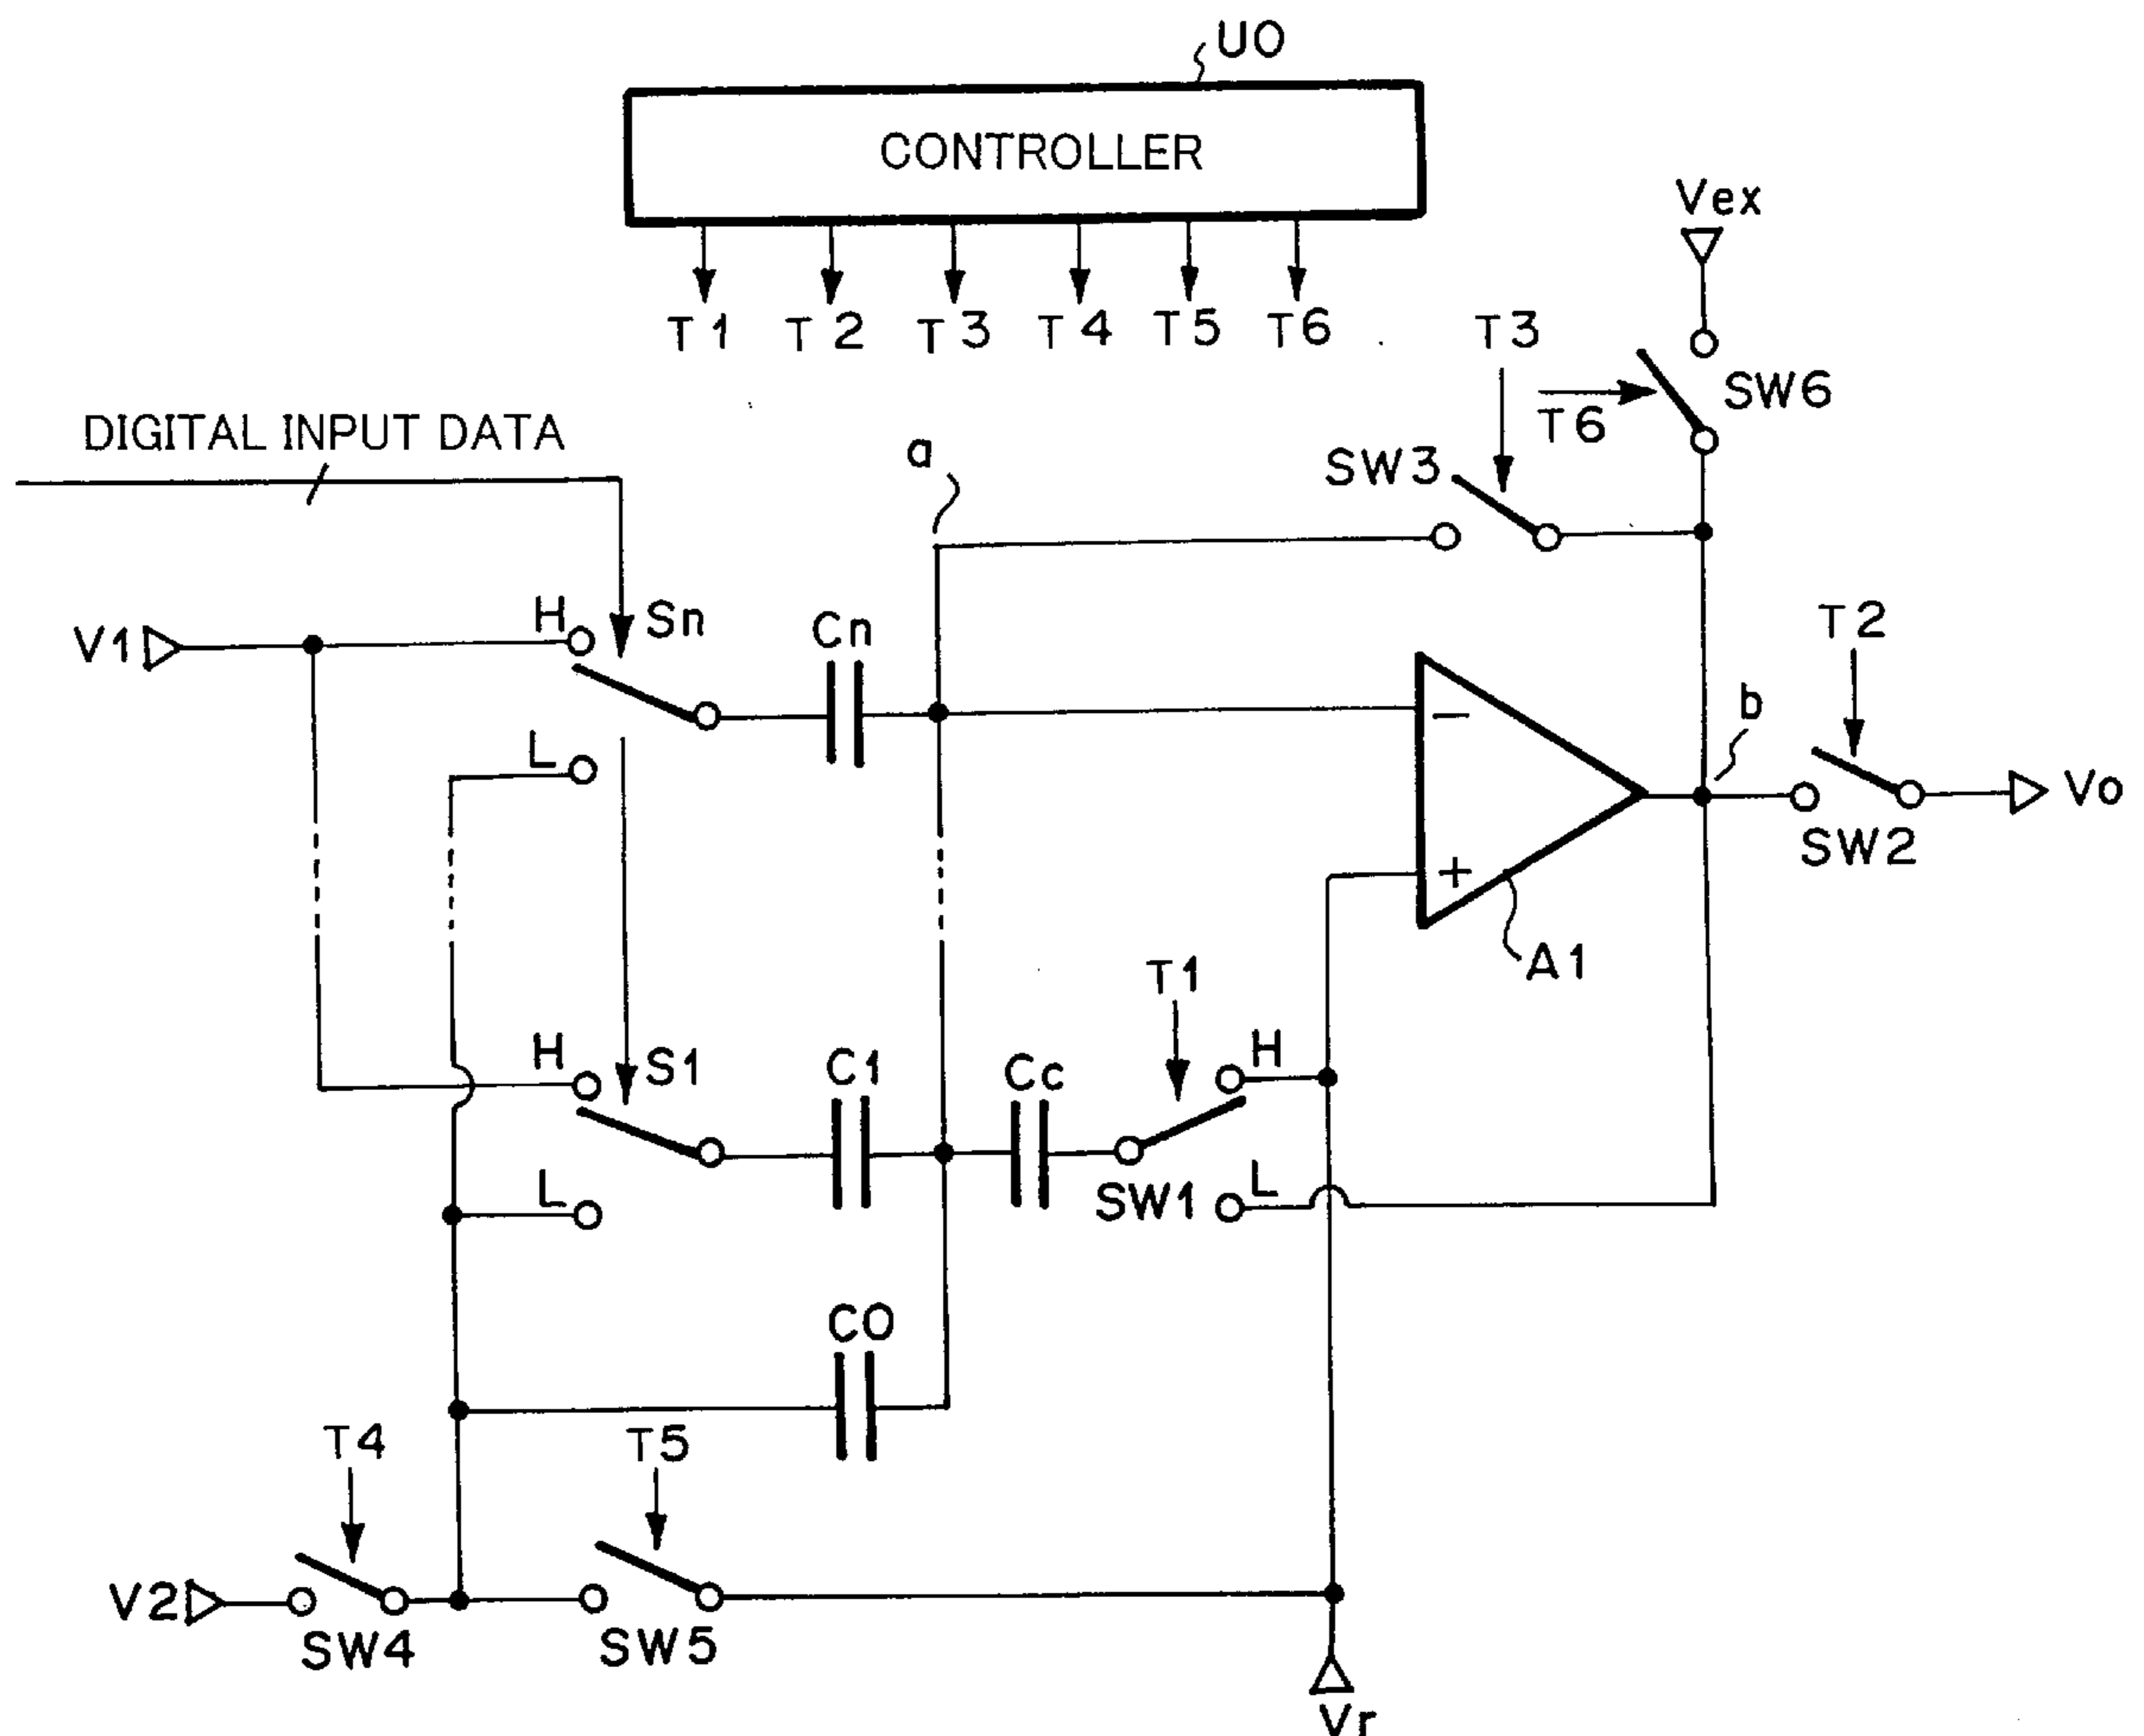 U0
CONTROLLER
T1 T2 T3 T4 T5 T6
Vex
T3
SW6
T6
DIGITAL INPUT DATA
a
SW3
H
Sn
Cn
T2
V1
b
L
Vo
SW2
-
+
A1
T1
H
S1
C1
Cc
H
L
SW1
L
C0
T4
T5
V2
SW4
SW5
Vr